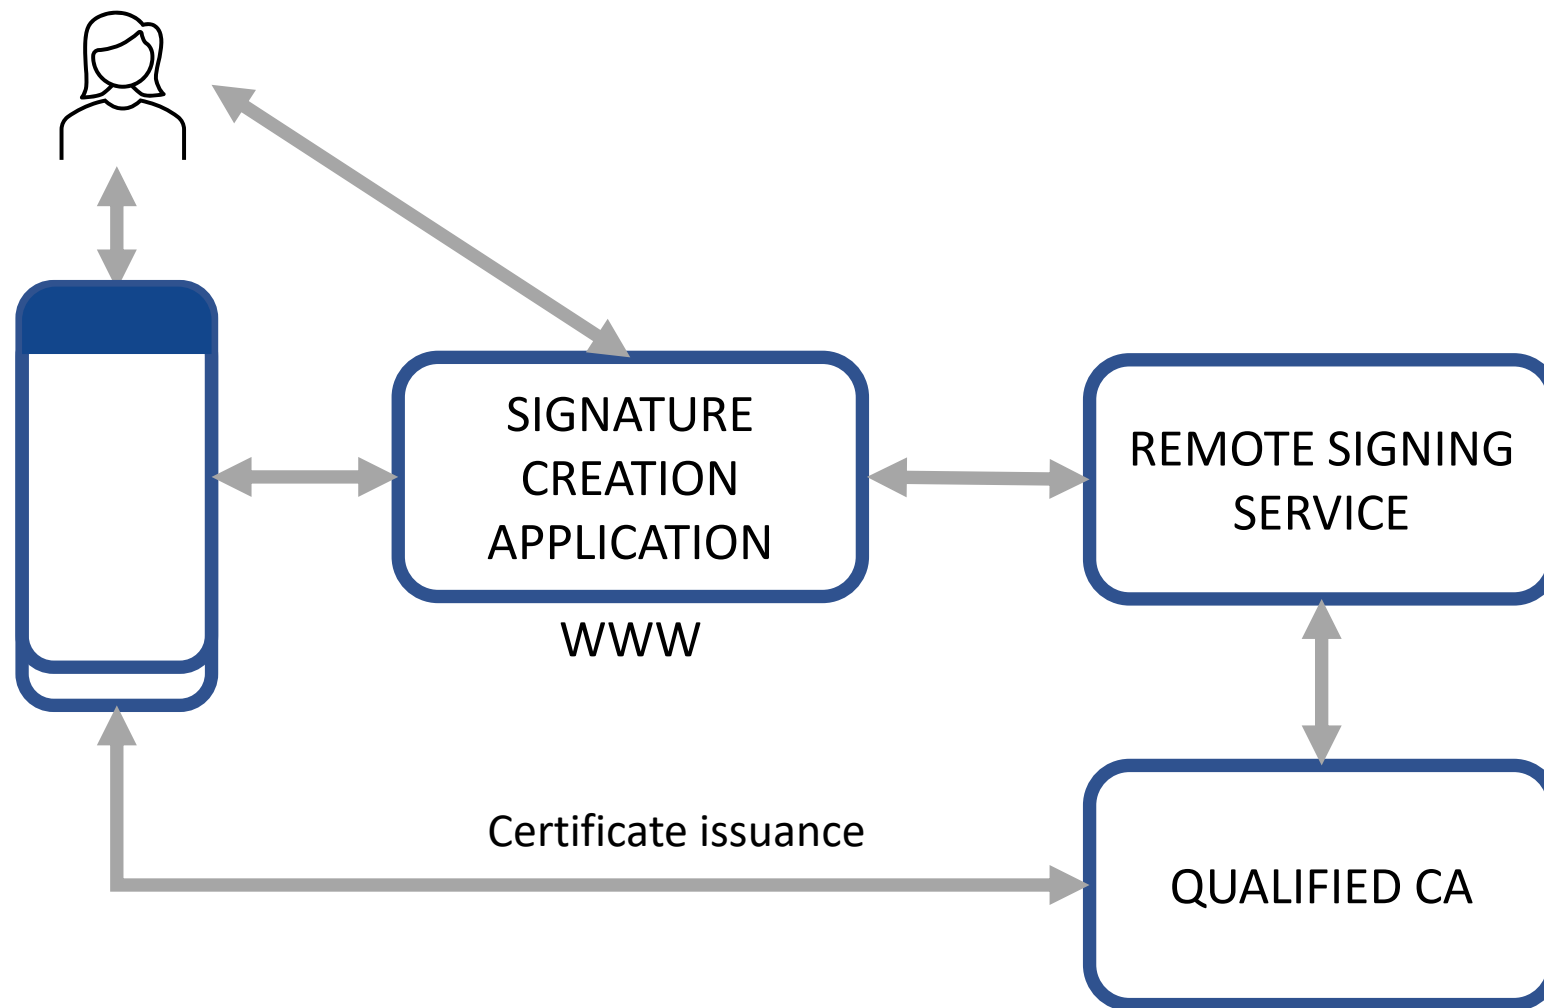 SIGNATURE
CREATION
APPLICATION
REMOTE SIGNING
SERVICE
WWW
Certificate issuance
QUALIFIED CA